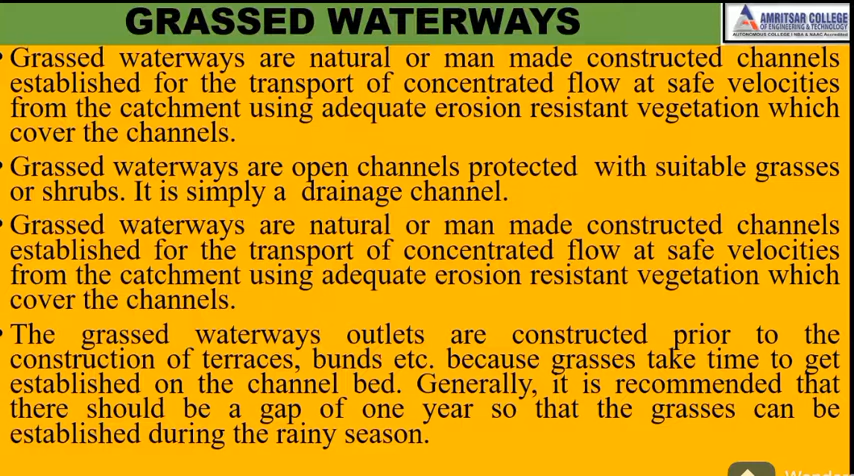 GRASSED WATERWAYS
AMRITSAR COLLEGE
OF ENGINEERING & TECHNOLOGY
AUTONOMOUS COLLEGE | NBA & NAAC Accredited
• Grassed waterways are natural or man made constructed channels
established for the transport of concentrated flow at safe velocities
from the catchment using adequate erosion resistant vegetation which
cover the channels.
• Grassed waterways are open channels protected with suitable grasses
or shrubs. It is simply a drainage channel.
• Grassed waterways are natural or man made constructed channels
established for the transport of concentrated flow at safe velocities
from the catchment using adequate erosion resistant vegetation which
cover the channels.
• The grassed waterways outlets are constructed prior to the
construction of terraces, bunds etc. because grasses take time to get
established on the channel bed. Generally, it is recommended that
there should be a gap of one year so that the grasses can be
established during the rainy season.